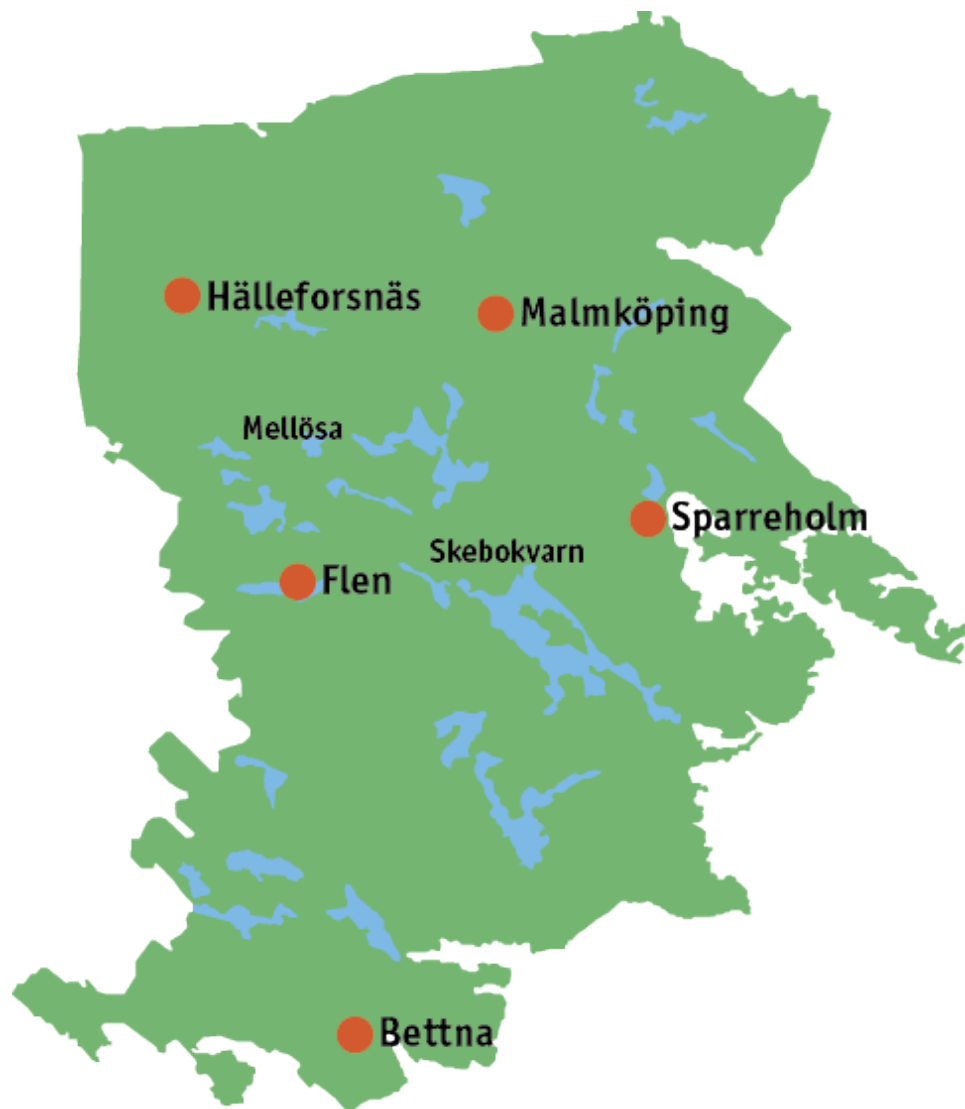 Hälleforsnäs
Malmköping
Mellösa
Sparreholm
Skebokvarn
Flen
Bettna